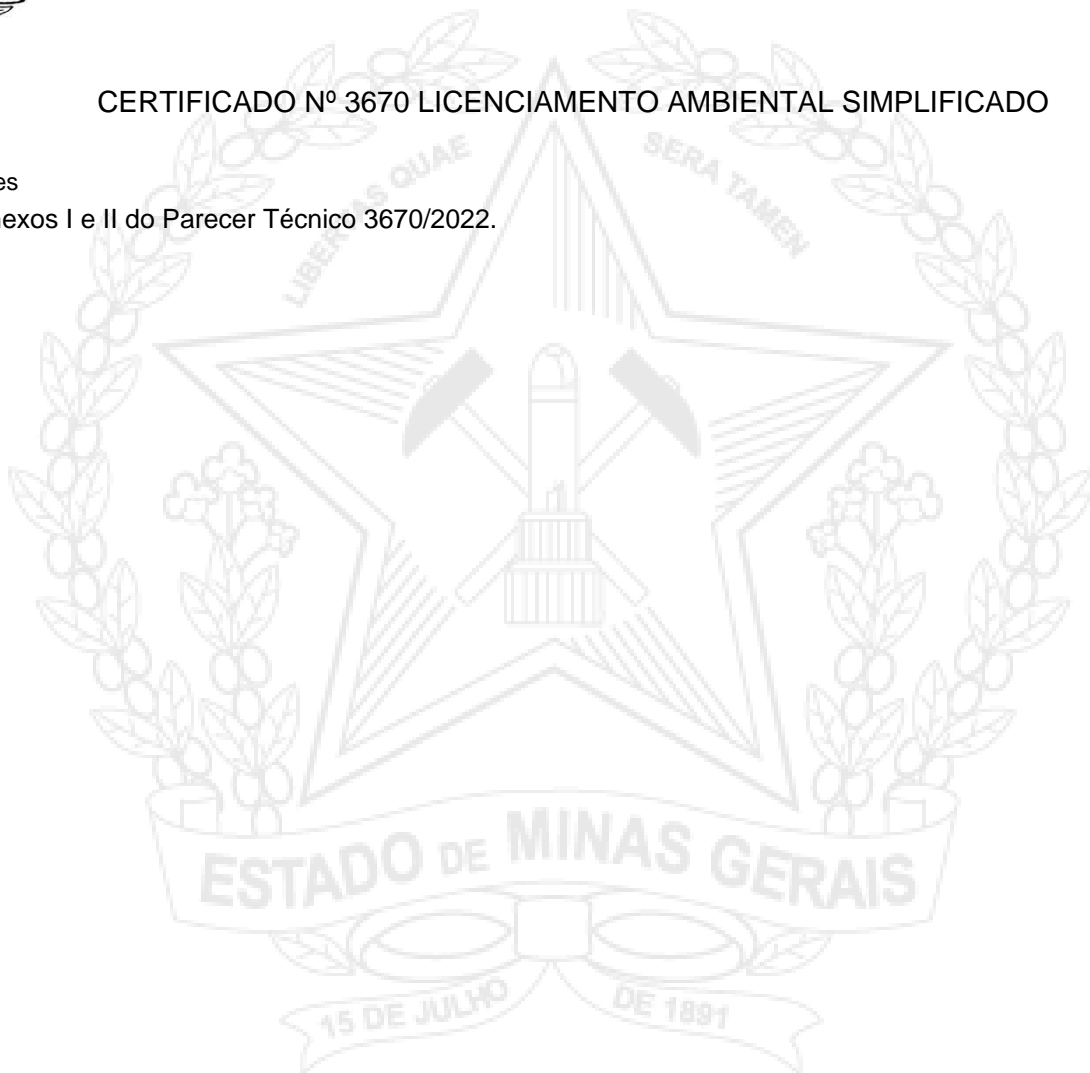 CERTIFICADO Nº 3670 LICENCIAMENTO AMBIENTAL SIMPLIFICADO
es
nexos I e II do Parecer Técnico 3670/2022.
LIBERTAS QUAE SERA TAMEN
ESTADO DE MINAS GERAIS
15 DE JULHO DE 1891